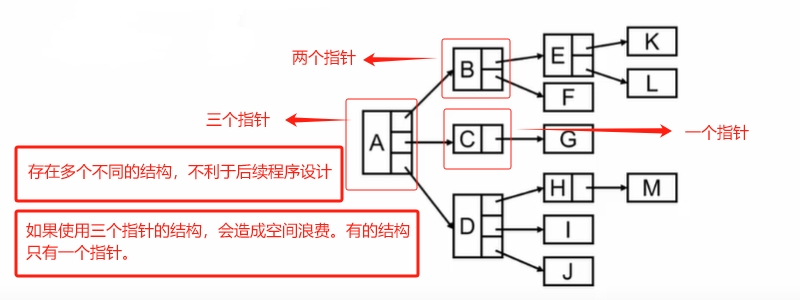 两个指针
B
E
K
L
F
三个指针
A
C
G
一个指针
存在多个不同的结构，不利于后续程序设计
D
H
M
I
J
如果使用三个指针的结构，会造成空间浪费。有的结构
只有一个指针。